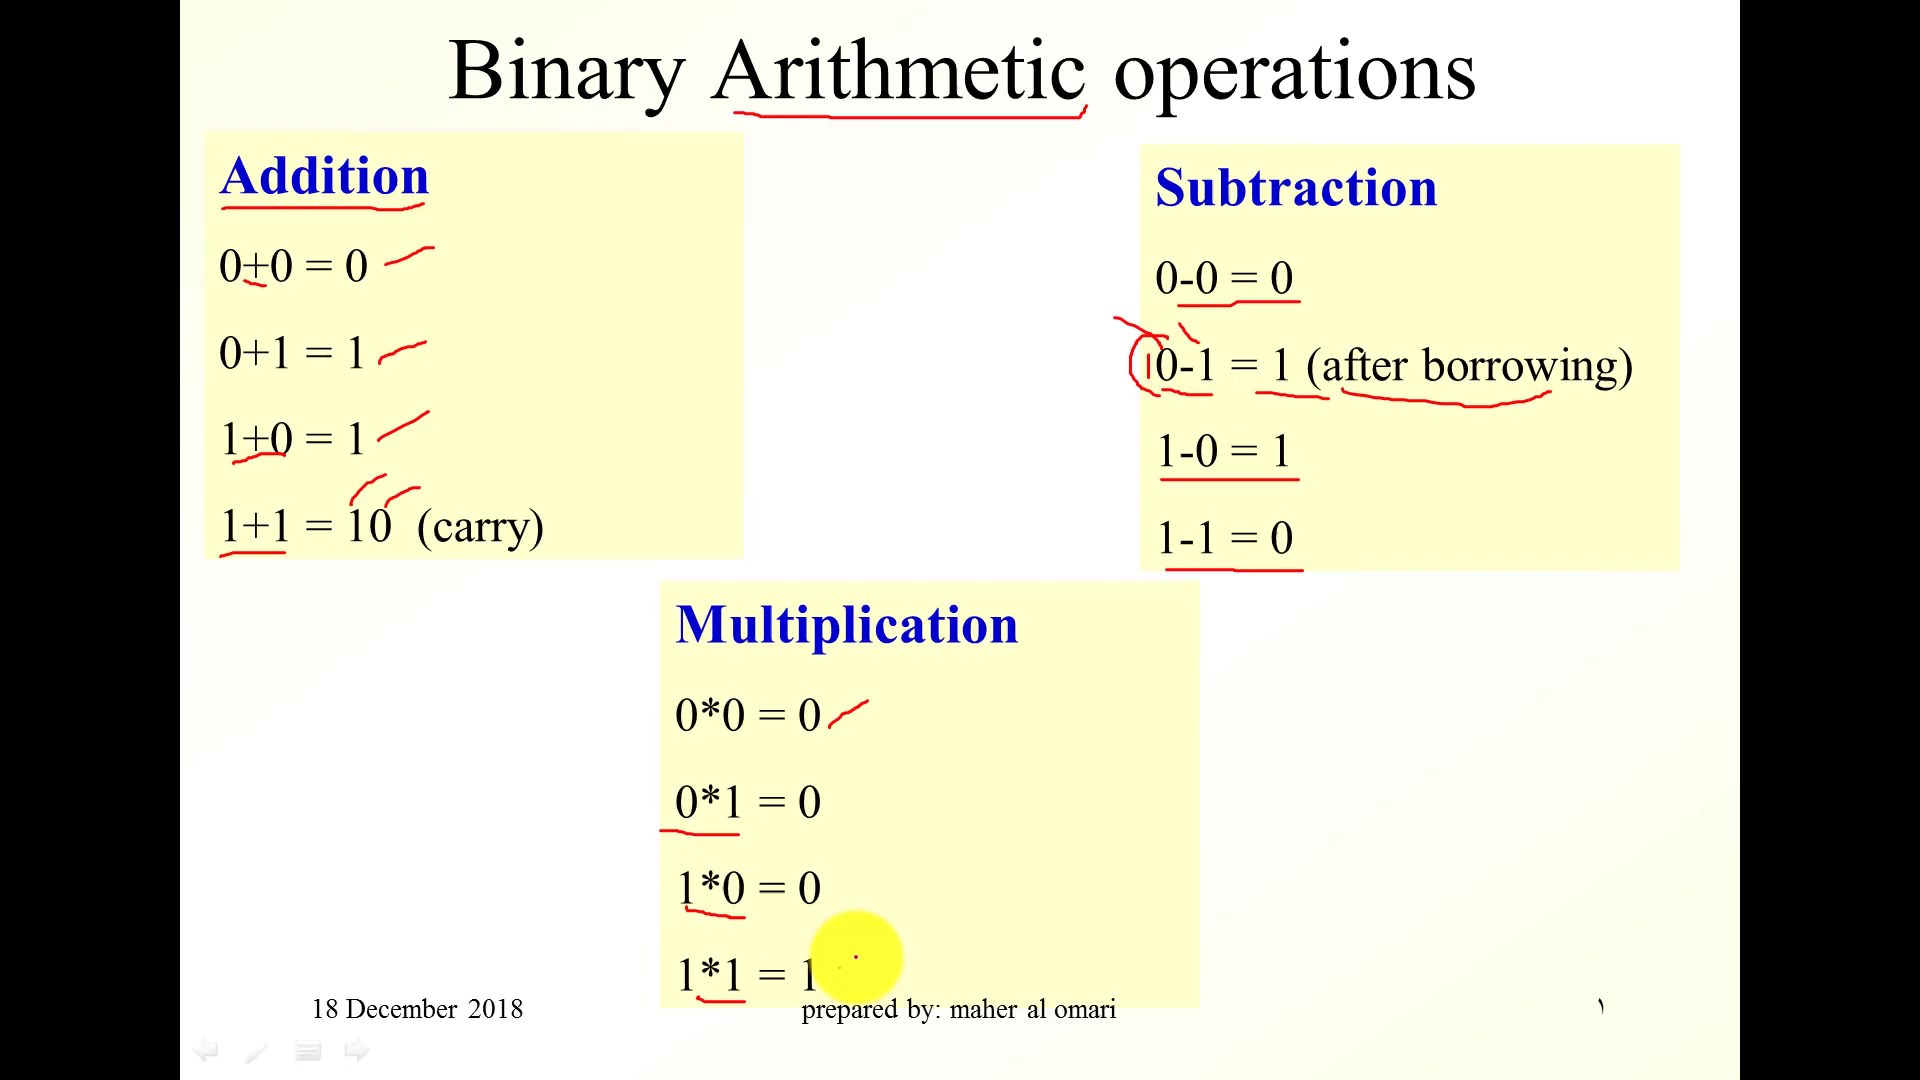 Binary Arithmetic operations
Addition
0+0 = 0
0+1 = 1
1+0 = 1
1+1 = 10 (carry)
Subtraction
0-0 = 0
10-1 = 1 (after borrowing)
1-0 = 1
1-1 = 0
Multiplication
0*0 = 0
0*1 = 0
1*0 = 0
1*1 = 1
18 December 2018
prepared by: maher al omari
١